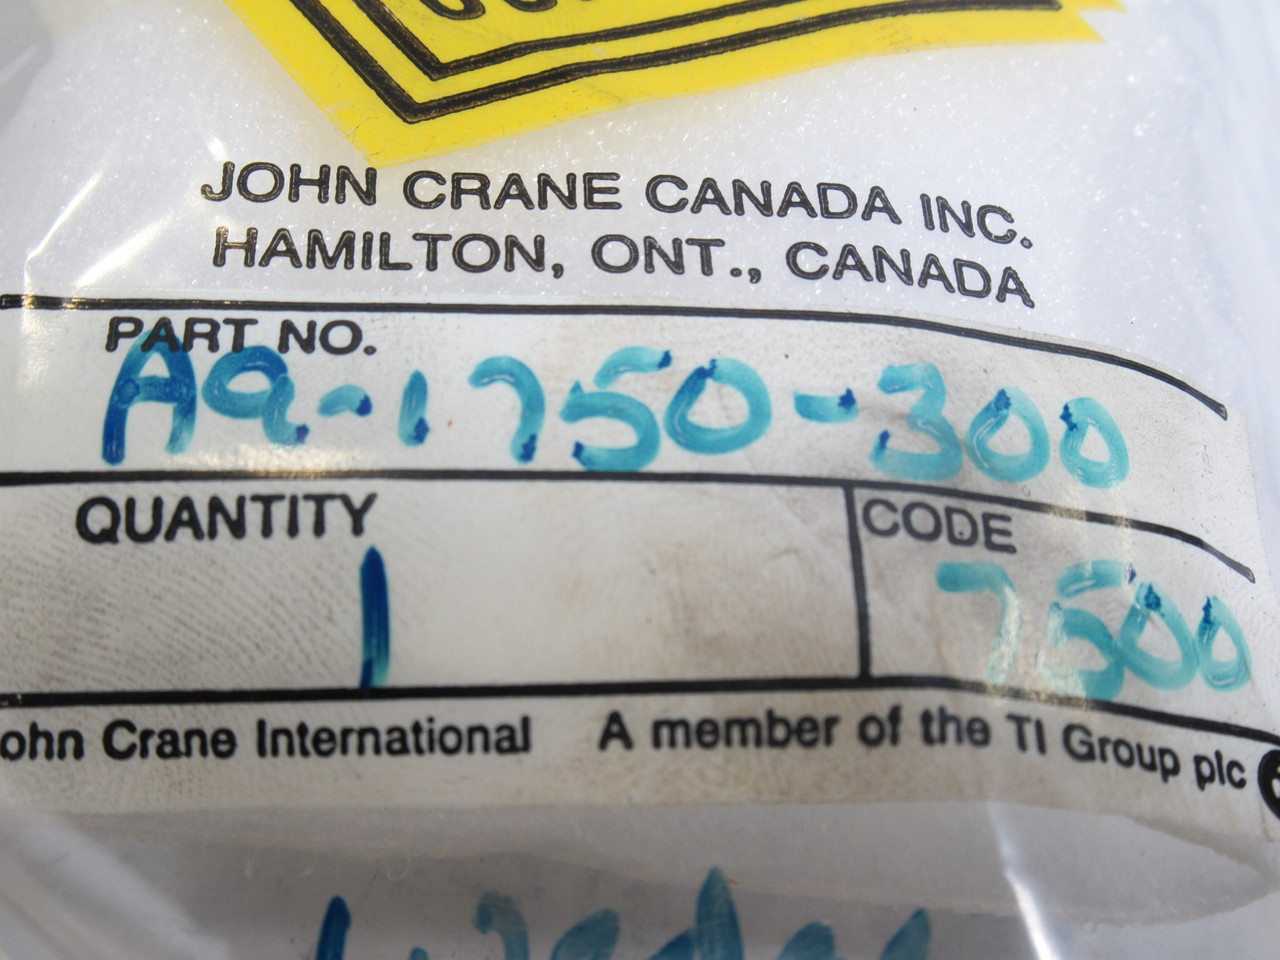 JOHN CRANE CANADA INC.
HAMILTON, ONT., CANADA
PART NO.
A9-1750-300
QUANTITY
1
CODE
7500
ohn Crane International A member of the TI Group plc